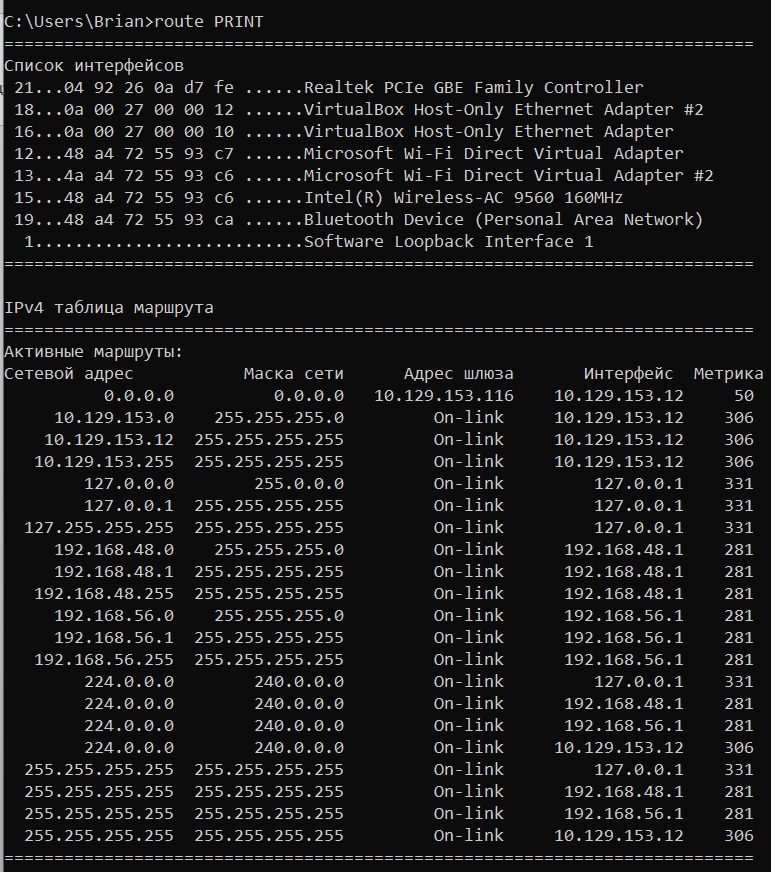 C:\Users\Brian>route PRINT
===========================================================================
Список интерфейсов
 21...04 92 26 0a d7 fe ......Realtek PCIe GBE Family Controller
 18...0a 00 27 00 00 12 ......VirtualBox Host-Only Ethernet Adapter #2
 16...0a 00 27 00 00 10 ......VirtualBox Host-Only Ethernet Adapter
 12...48 a4 72 55 93 c7 ......Microsoft Wi-Fi Direct Virtual Adapter
 13...4a a4 72 55 93 c6 ......Microsoft Wi-Fi Direct Virtual Adapter #2
 15...48 a4 72 55 93 c6 ......Intel(R) Wireless-AC 9560 160MHz
 19...48 a4 72 55 93 ca ......Bluetooth Device (Personal Area Network)
  1...........................Software Loopback Interface 1
===========================================================================

IPv4 таблица маршрута
===========================================================================
Активные маршруты:
Сетевой адрес           Маска сети      Адрес шлюза       Интерфейс  Метрика
          0.0.0.0          0.0.0.0   10.129.153.116    10.129.153.12     50
     10.129.153.0    255.255.255.0         On-link     10.129.153.12    306
    10.129.153.12  255.255.255.255         On-link     10.129.153.12    306
   10.129.153.255  255.255.255.255         On-link     10.129.153.12    306
        127.0.0.0        255.0.0.0         On-link         127.0.0.1    331
        127.0.0.1  255.255.255.255         On-link         127.0.0.1    331
  127.255.255.255  255.255.255.255         On-link         127.0.0.1    331
     192.168.48.0    255.255.255.0         On-link      192.168.48.1    281
     192.168.48.1  255.255.255.255         On-link      192.168.48.1    281
   192.168.48.255  255.255.255.255         On-link      192.168.48.1    281
     192.168.56.0    255.255.255.0         On-link      192.168.56.1    281
     192.168.56.1  255.255.255.255         On-link      192.168.56.1    281
   192.168.56.255  255.255.255.255         On-link      192.168.56.1    281
        224.0.0.0        240.0.0.0         On-link         127.0.0.1    331
        224.0.0.0        240.0.0.0         On-link      192.168.48.1    281
        224.0.0.0        240.0.0.0         On-link      192.168.56.1    281
        224.0.0.0        240.0.0.0         On-link     10.129.153.12    306
  255.255.255.255  255.255.255.255         On-link         127.0.0.1    331
  255.255.255.255  255.255.255.255         On-link      192.168.48.1    281
  255.255.255.255  255.255.255.255         On-link      192.168.56.1    281
  255.255.255.255  255.255.255.255         On-link     10.129.153.12    306
===========================================================================